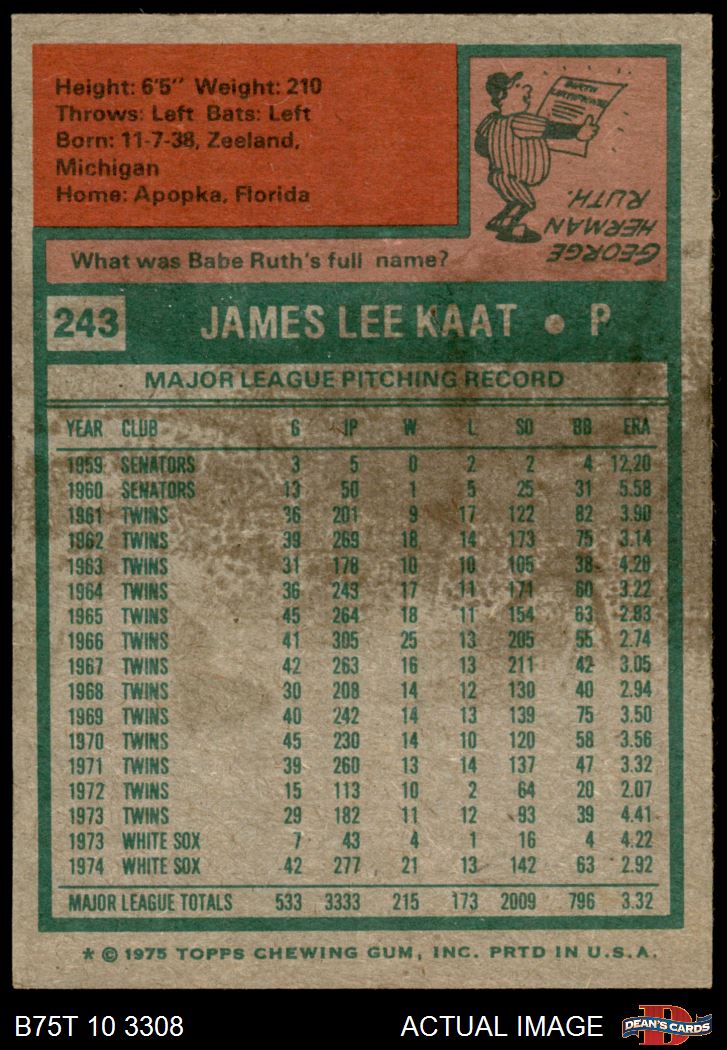 Height: 6'5" Weight: 210
Throws: Left Bats: Left
Born: 11-7-38, Zeeland,
Michigan
Home: Apopka, Florida
BIRTH
CERTIFICATE
GEORGE
HERMAN
RUTH.
What was Babe Ruth's full name?
243 JAMES LEE KAAT • P
MAJOR LEAGUE PITCHING RECORD
YEAR CLUB G IP W L SO BB ERA
1959 SENATORS 3 5 0 2 2 4 12.20
1960 SENATORS 13 50 1 5 25 31 5.58
1961 TWINS 36 201 9 17 122 82 3.90
1962 TWINS 39 269 18 14 173 75 3.14
1963 TWINS 31 178 10 10 105 38 4.20
1964 TWINS 36 243 17 11 171 60 3.22
1965 TWINS 45 264 18 11 154 63 2.83
1966 TWINS 41 305 25 13 205 55 2.74
1967 TWINS 42 263 16 13 211 42 3.05
1968 TWINS 30 208 14 12 130 40 2.94
1969 TWINS 40 242 14 13 139 75 3.50
1970 TWINS 45 230 14 10 120 58 3.56
1971 TWINS 39 260 13 14 137 47 3.32
1972 TWINS 15 113 10 2 64 20 2.07
1973 TWINS 29 182 11 12 93 39 4.41
1973 WHITE SOX 7 43 4 1 16 4 4.22
1974 WHITE SOX 42 277 21 13 142 63 2.92
MAJOR LEAGUE TOTALS 533 3333 215 173 2009 796 3.32
* © 1975 TOPPS CHEWING GUM, INC. PRTD IN U.S.A.
B75T 10 3308 ACTUAL IMAGE D DEAN'S CARDS